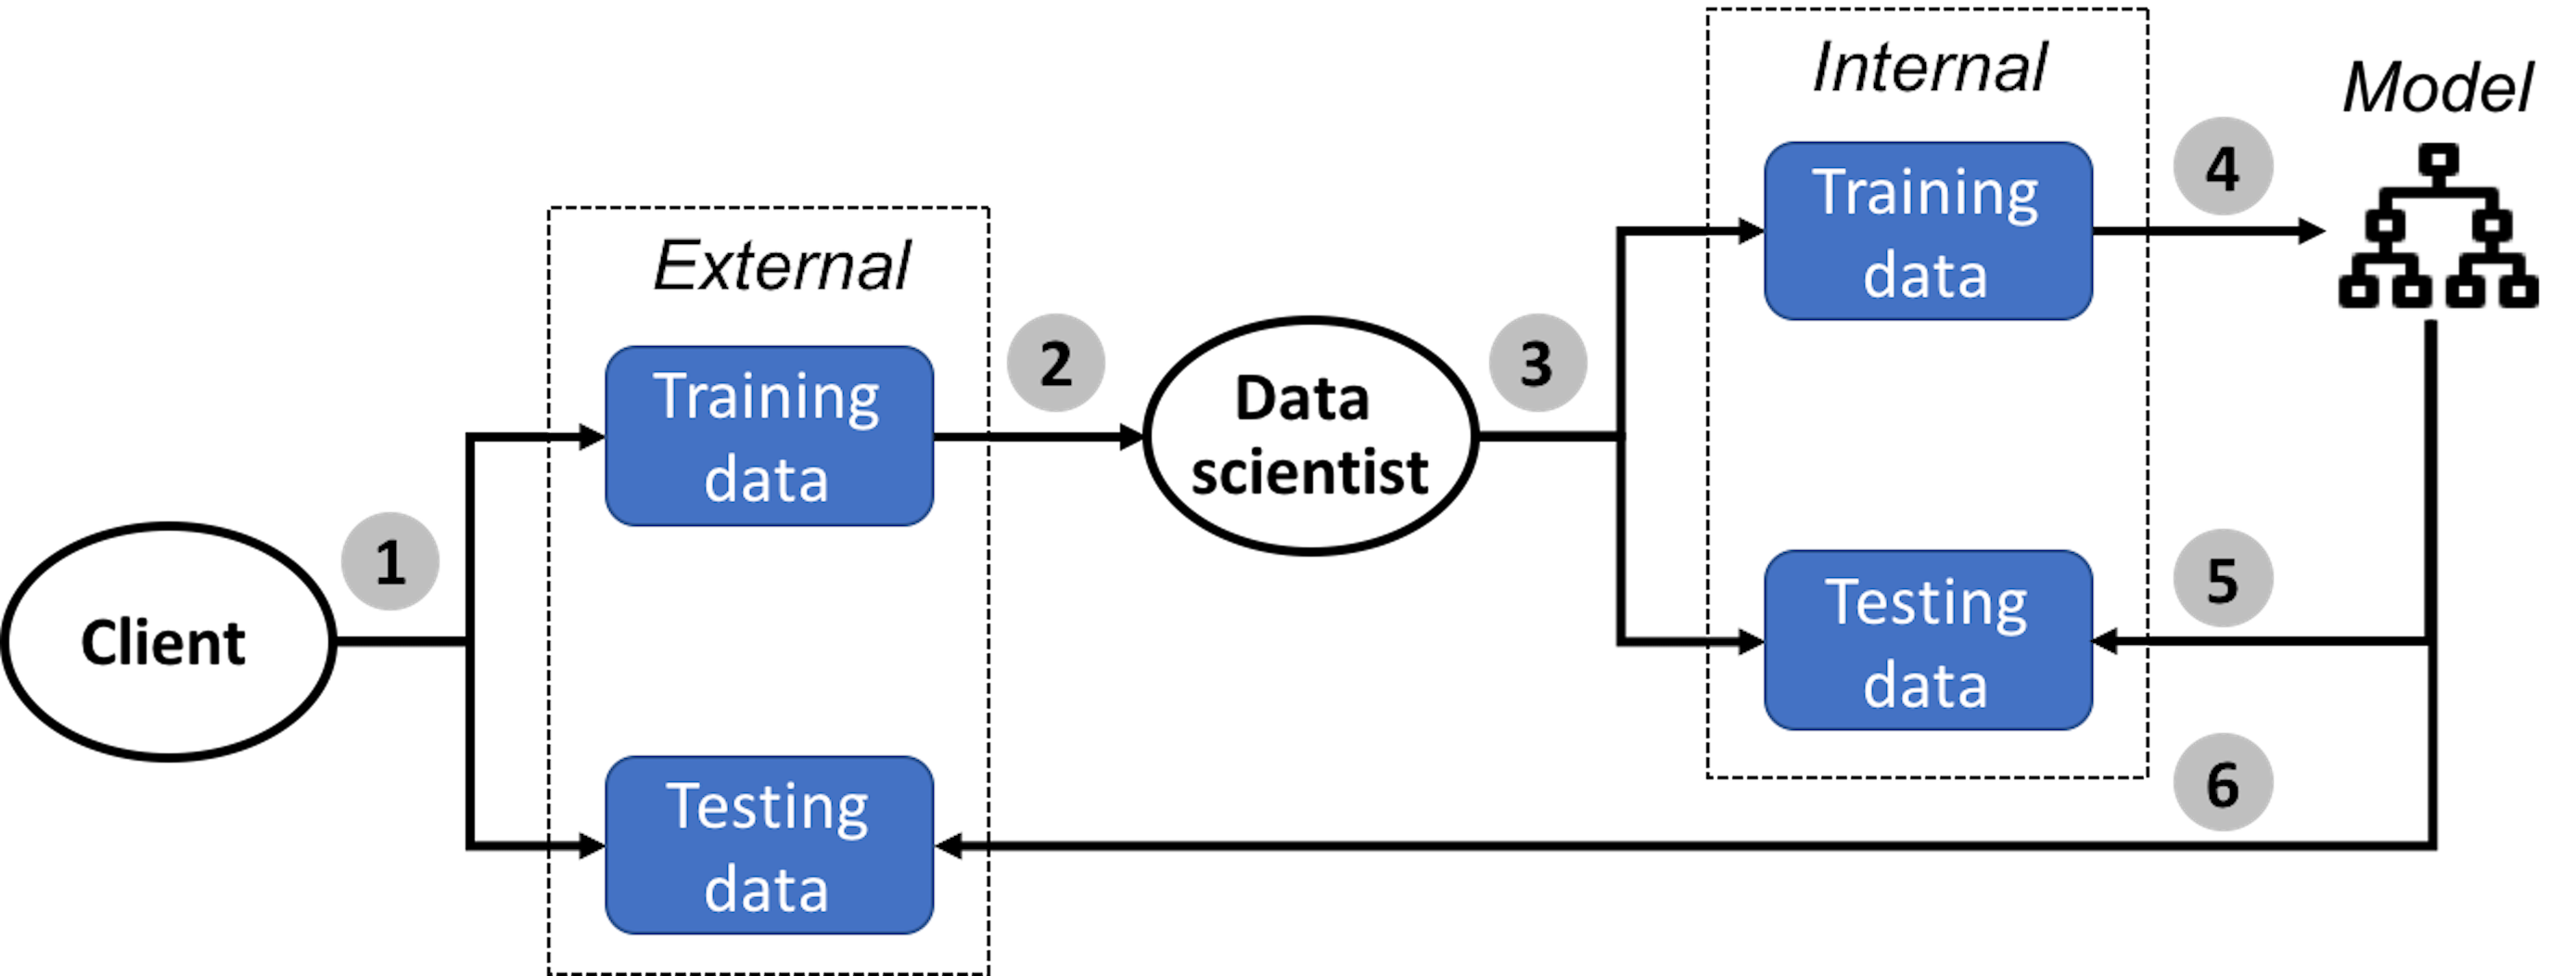 Client
1
External
Training
data
Testing
data
2
Data
scientist
3
Internal
Training
data
Testing
data
4
Model
5
6